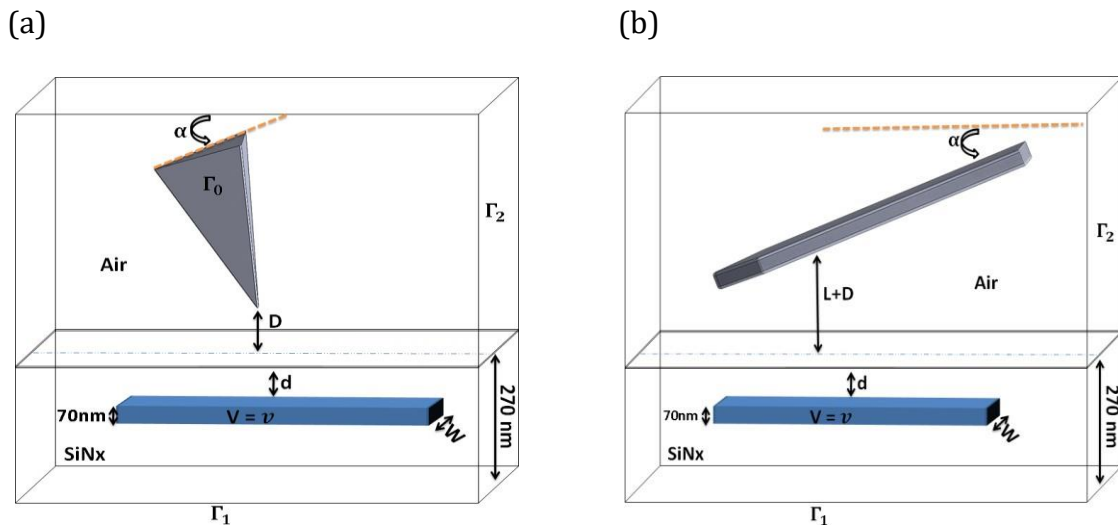 (a)
α
Γ₀
Γ₂
Air
D
d
270 nm
70nm
V = 𝑣
W
SiNx
Γ₁
(b)
α
Γ₂
Air
L+D
d
270 nm
70nm
V = 𝑣
W
SiNx
Γ₁